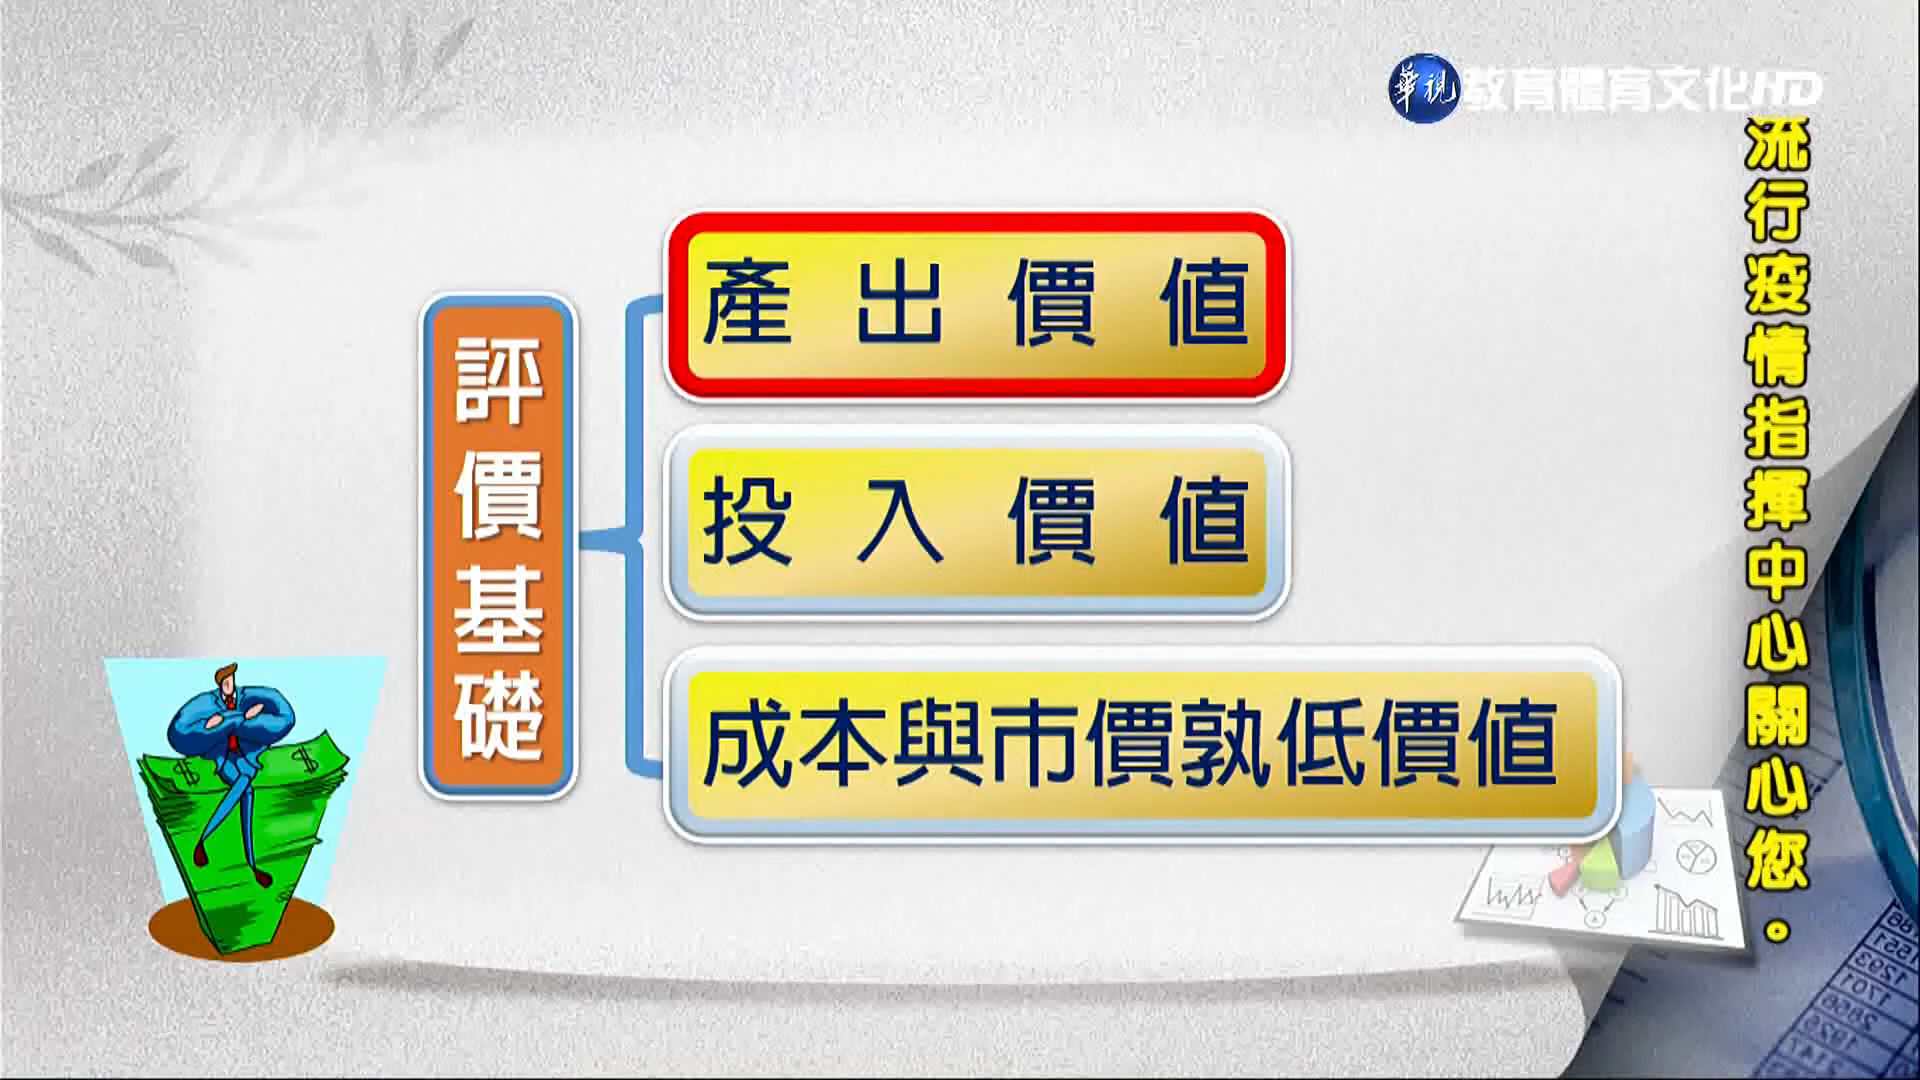 華視 教育體育文化HD
流行疫情指揮中心關心您。
評價基礎
產出價值
投入價值
成本與市價孰低價值